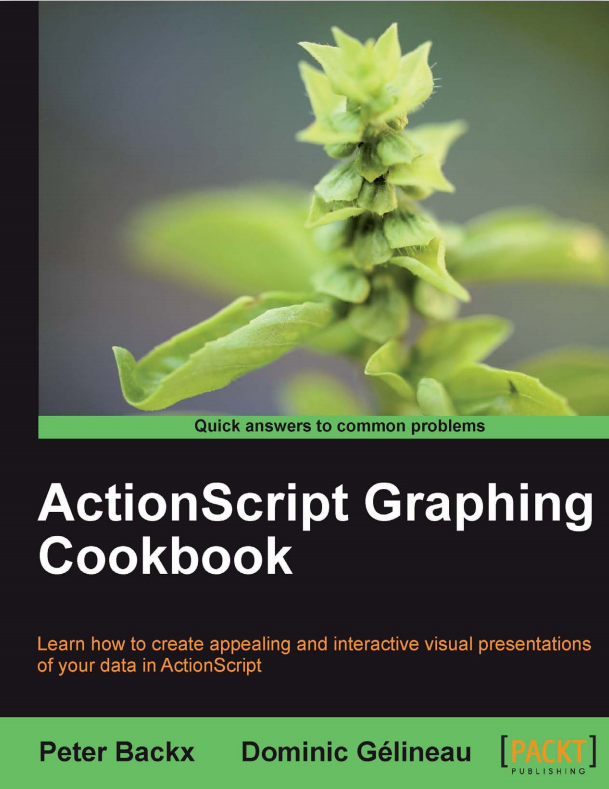 Quick answers to common problems
ActionScript Graphing
Cookbook
Learn how to create appealing and interactive visual presentations
of your data in ActionScript
Peter Backx Dominic Gélineau [PACKT]
PUBLISHING